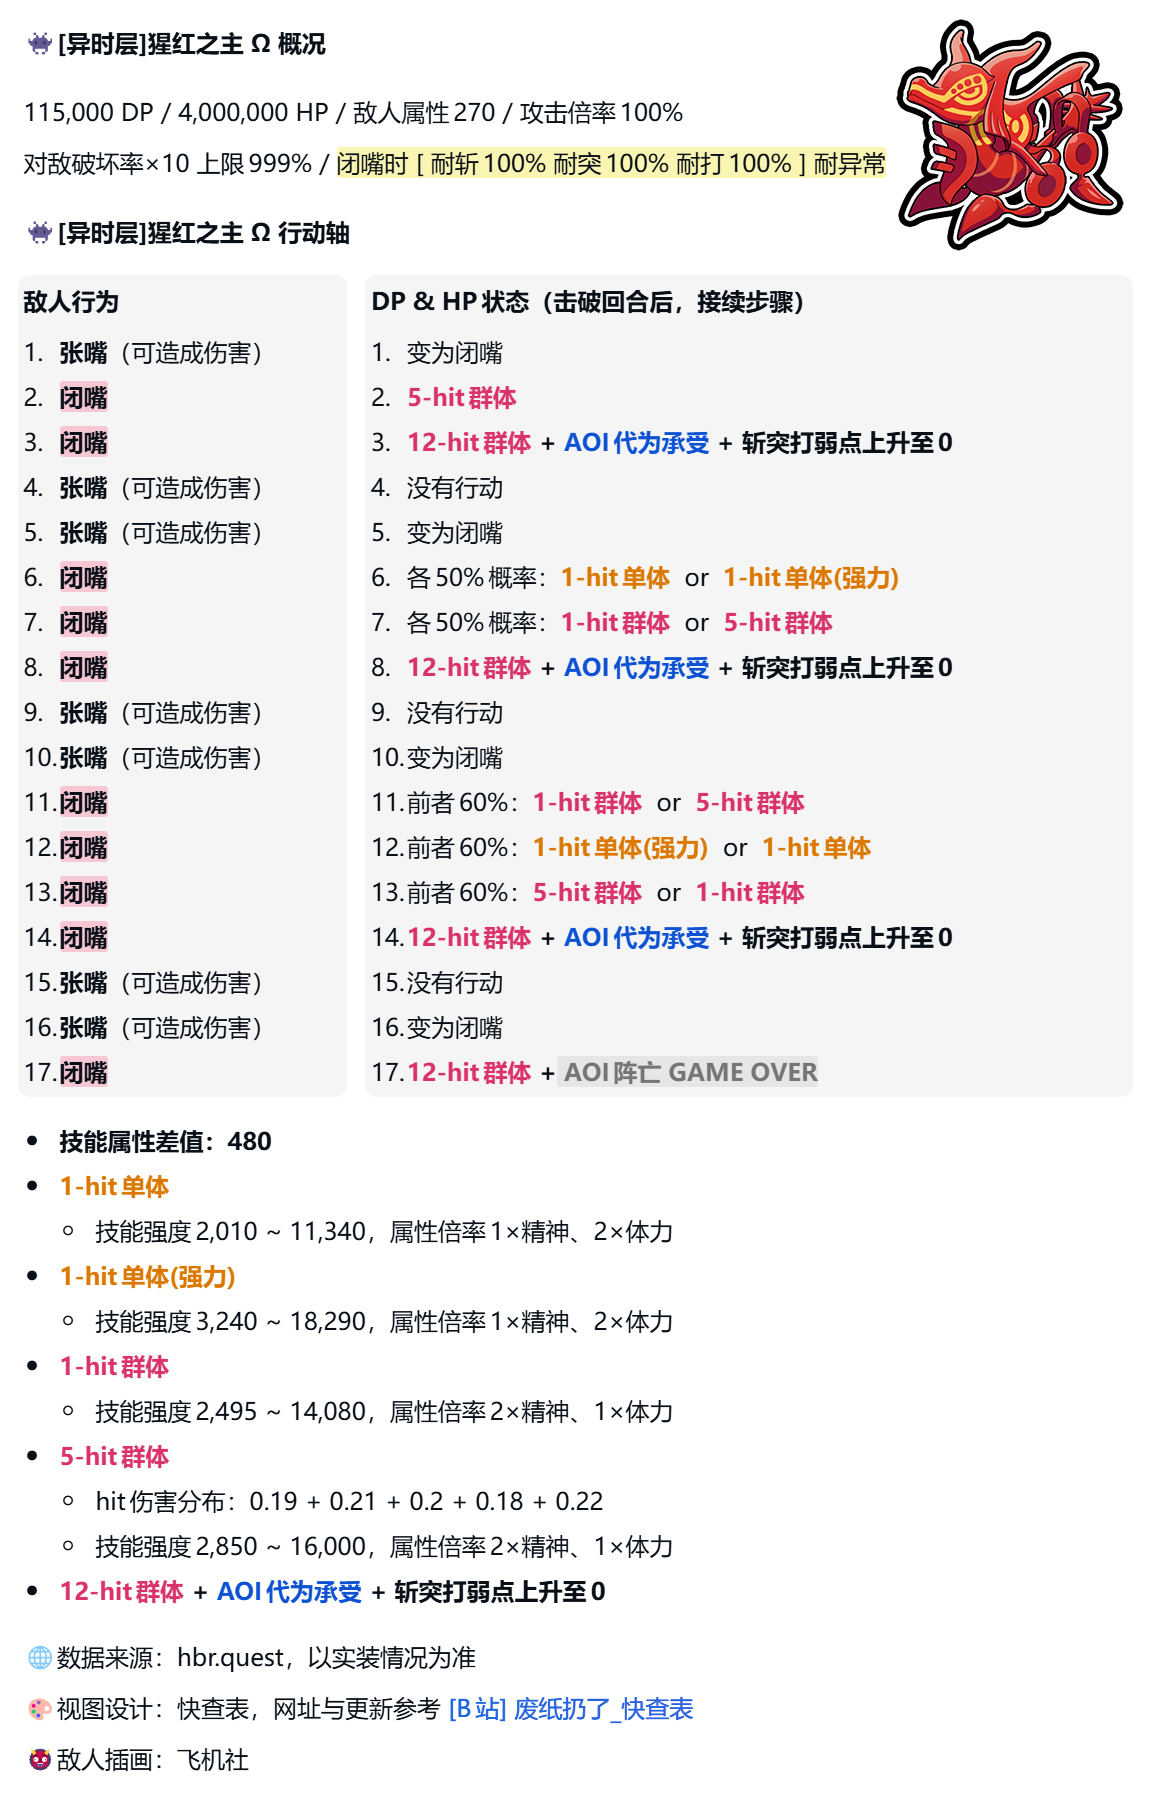 [异时层]猩红之主 Ω 概况
115,000 DP / 4,000,000 HP / 敌人属性 270 / 攻击倍率 100%
对敌破坏率×10 上限 999% / 闭嘴时 [ 耐斩 100% 耐突 100% 耐打 100% ] 耐异常
[异时层]猩红之主 Ω 行动轴
敌人行为
1. 张嘴（可造成伤害）
2. 闭嘴
3. 闭嘴
4. 张嘴（可造成伤害）
5. 张嘴（可造成伤害）
6. 闭嘴
7. 闭嘴
8. 闭嘴
9. 张嘴（可造成伤害）
10. 张嘴（可造成伤害）
11. 闭嘴
12. 闭嘴
13. 闭嘴
14. 闭嘴
15. 张嘴（可造成伤害）
16. 张嘴（可造成伤害）
17. 闭嘴
DP & HP 状态（击破回合后，接续步骤）
1. 变为闭嘴
2. 5-hit 群体
3. 12-hit 群体 + AOI 代为承受 + 斩突打弱点上升至 0
4. 没有行动
5. 变为闭嘴
6. 各 50% 概率：1-hit 单体 or 1-hit 单体(强力)
7. 各 50% 概率：1-hit 群体 or 5-hit 群体
8. 12-hit 群体 + AOI 代为承受 + 斩突打弱点上升至 0
9. 没有行动
10. 变为闭嘴
11. 前者 60%：1-hit 群体 or 5-hit 群体
12. 前者 60%：1-hit 单体(强力) or 1-hit 单体
13. 前者 60%：5-hit 群体 or 1-hit 群体
14. 12-hit 群体 + AOI 代为承受 + 斩突打弱点上升至 0
15. 没有行动
16. 变为闭嘴
17. 12-hit 群体 + AOI 阵亡 GAME OVER
• 技能属性差值：480
• 1-hit 单体
◦ 技能强度 2,010 ~ 11,340，属性倍率 1×精神、2×体力
• 1-hit 单体(强力)
◦ 技能强度 3,240 ~ 18,290，属性倍率 1×精神、2×体力
• 1-hit 群体
◦ 技能强度 2,495 ~ 14,080，属性倍率 2×精神、1×体力
• 5-hit 群体
◦ hit 伤害分布：0.19 + 0.21 + 0.2 + 0.18 + 0.22
◦ 技能强度 2,850 ~ 16,000，属性倍率 2×精神、1×体力
• 12-hit 群体 + AOI 代为承受 + 斩突打弱点上升至 0
数据来源：hbr.quest，以实装情况为准
视图设计：快查表，网址与更新参考 [B 站] 废纸扔了_快查表
敌人插画：飞机社